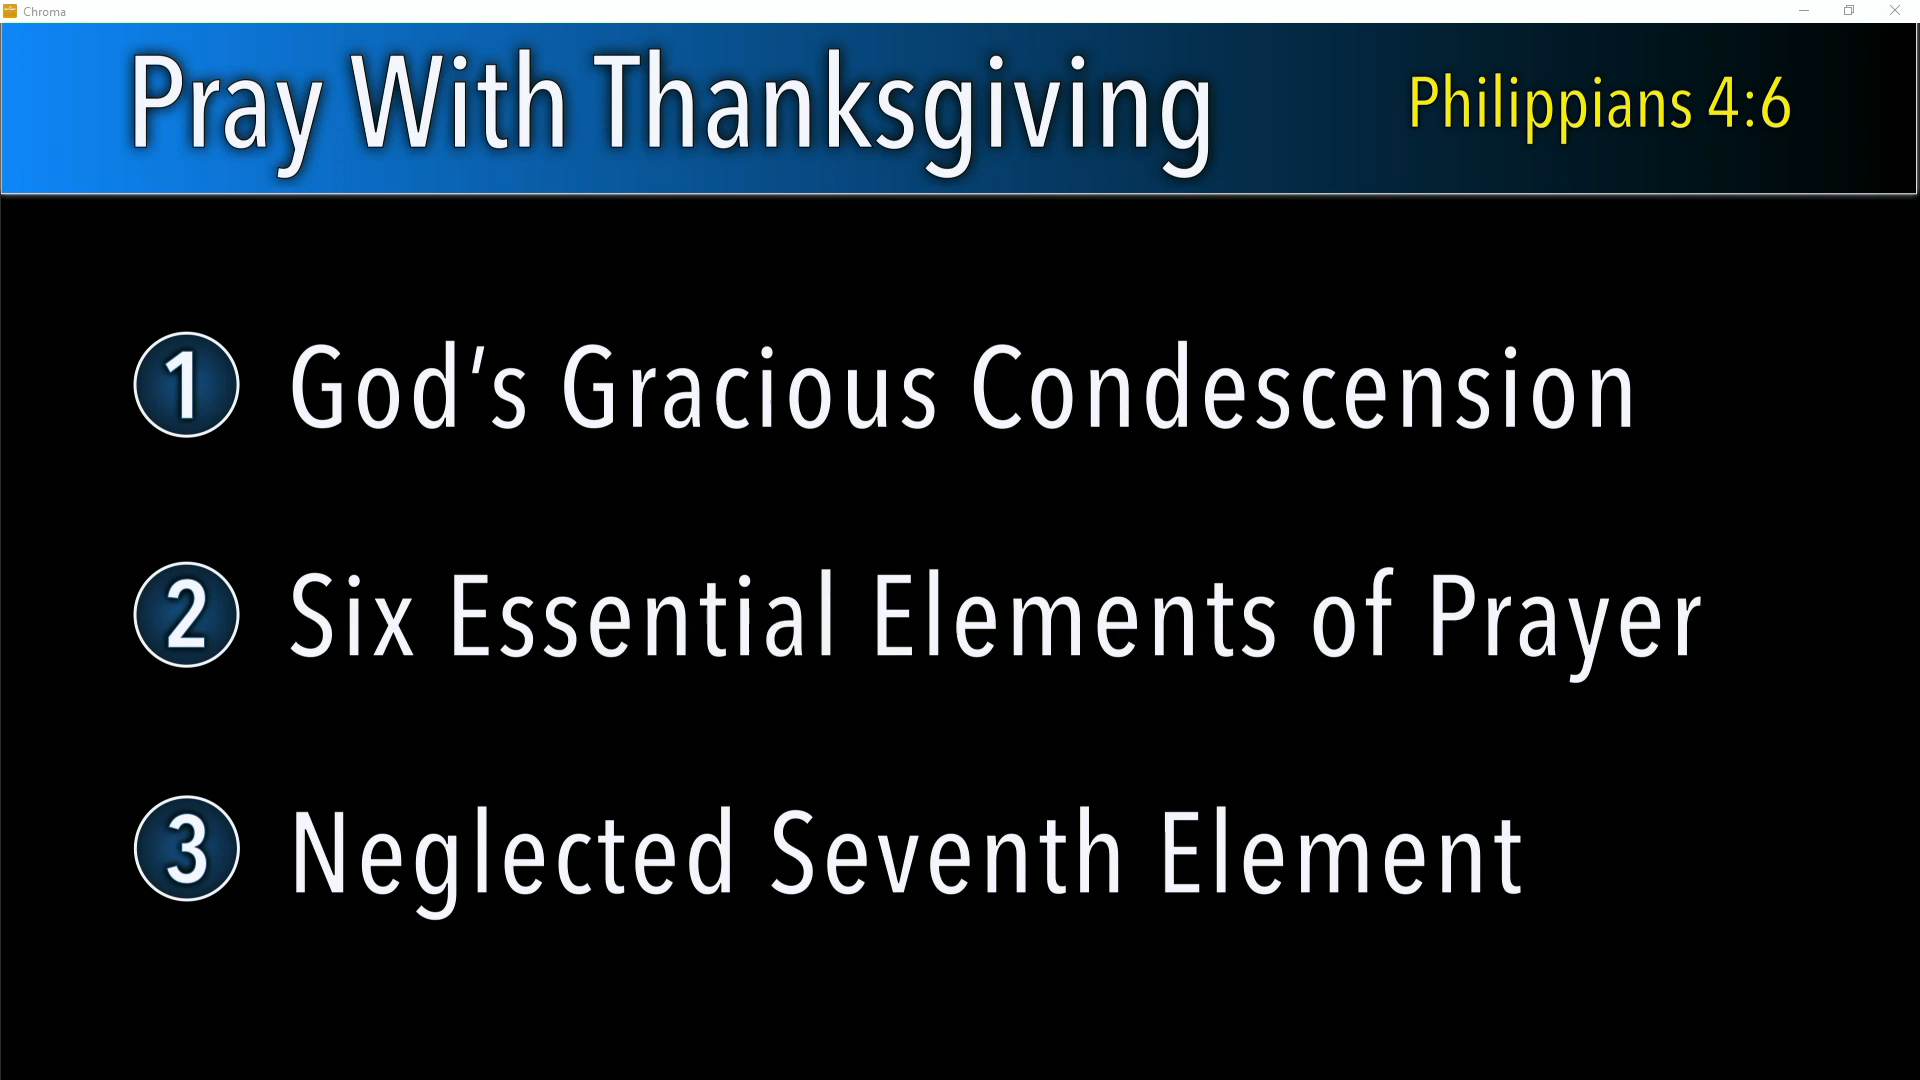 Chroma
Pray With Thanksgiving
Philippians 4:6
1 God's Gracious Condescension
2 Six Essential Elements of Prayer
3 Neglected Seventh Element